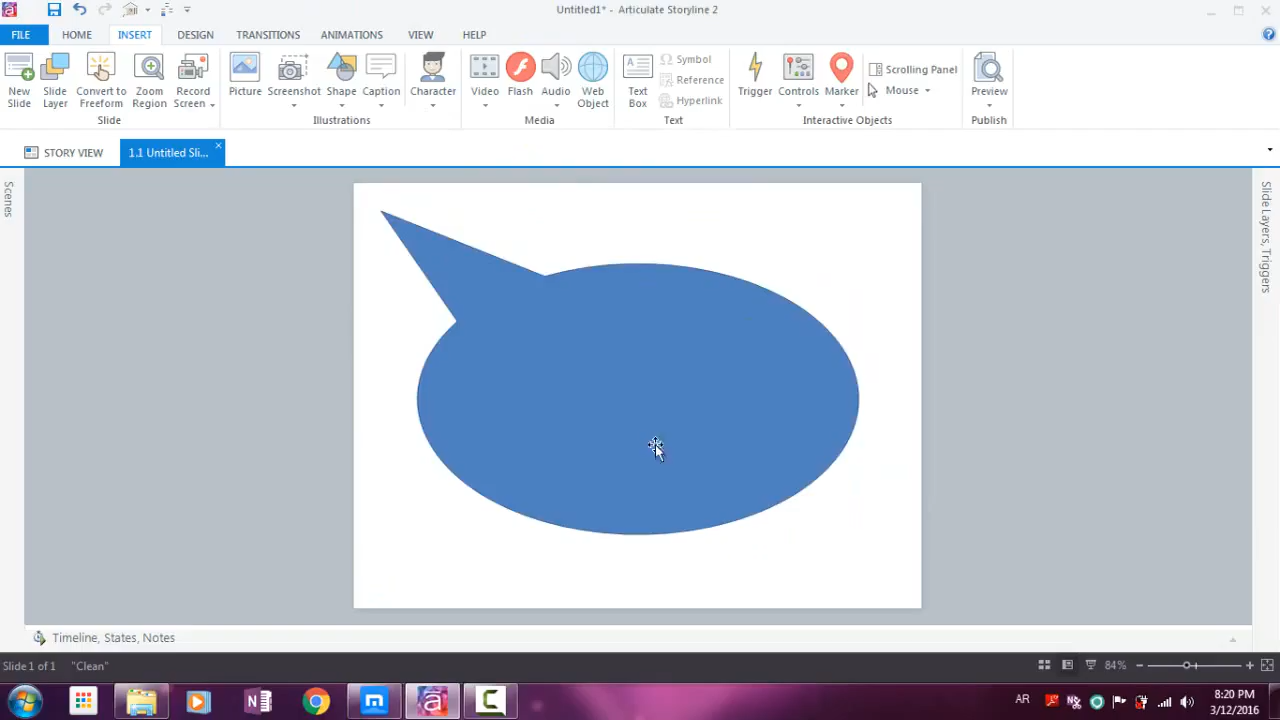 Untitled1* - Articulate Storyline 2
FILE HOME INSERT DESIGN TRANSITIONS ANIMATIONS VIEW HELP
New Slide
Slide Layer
Convert to Freeform
Zoom Region
Record Screen
Slide
Picture
Screenshot
Shape
Caption
Character
Illustrations
Video
Flash
Audio
Web Object
Media
Text Box
Symbol
Reference
Hyperlink
Text
Trigger
Controls
Marker
Scrolling Panel
Mouse
Interactive Objects
Preview
Publish
STORY VIEW
1.1 Untitled Sli...
Scenes
Slide Layers, Triggers
Timeline, States, Notes
Slide 1 of 1 "Clean" 84%
AR
8:20 PM
3/12/2016